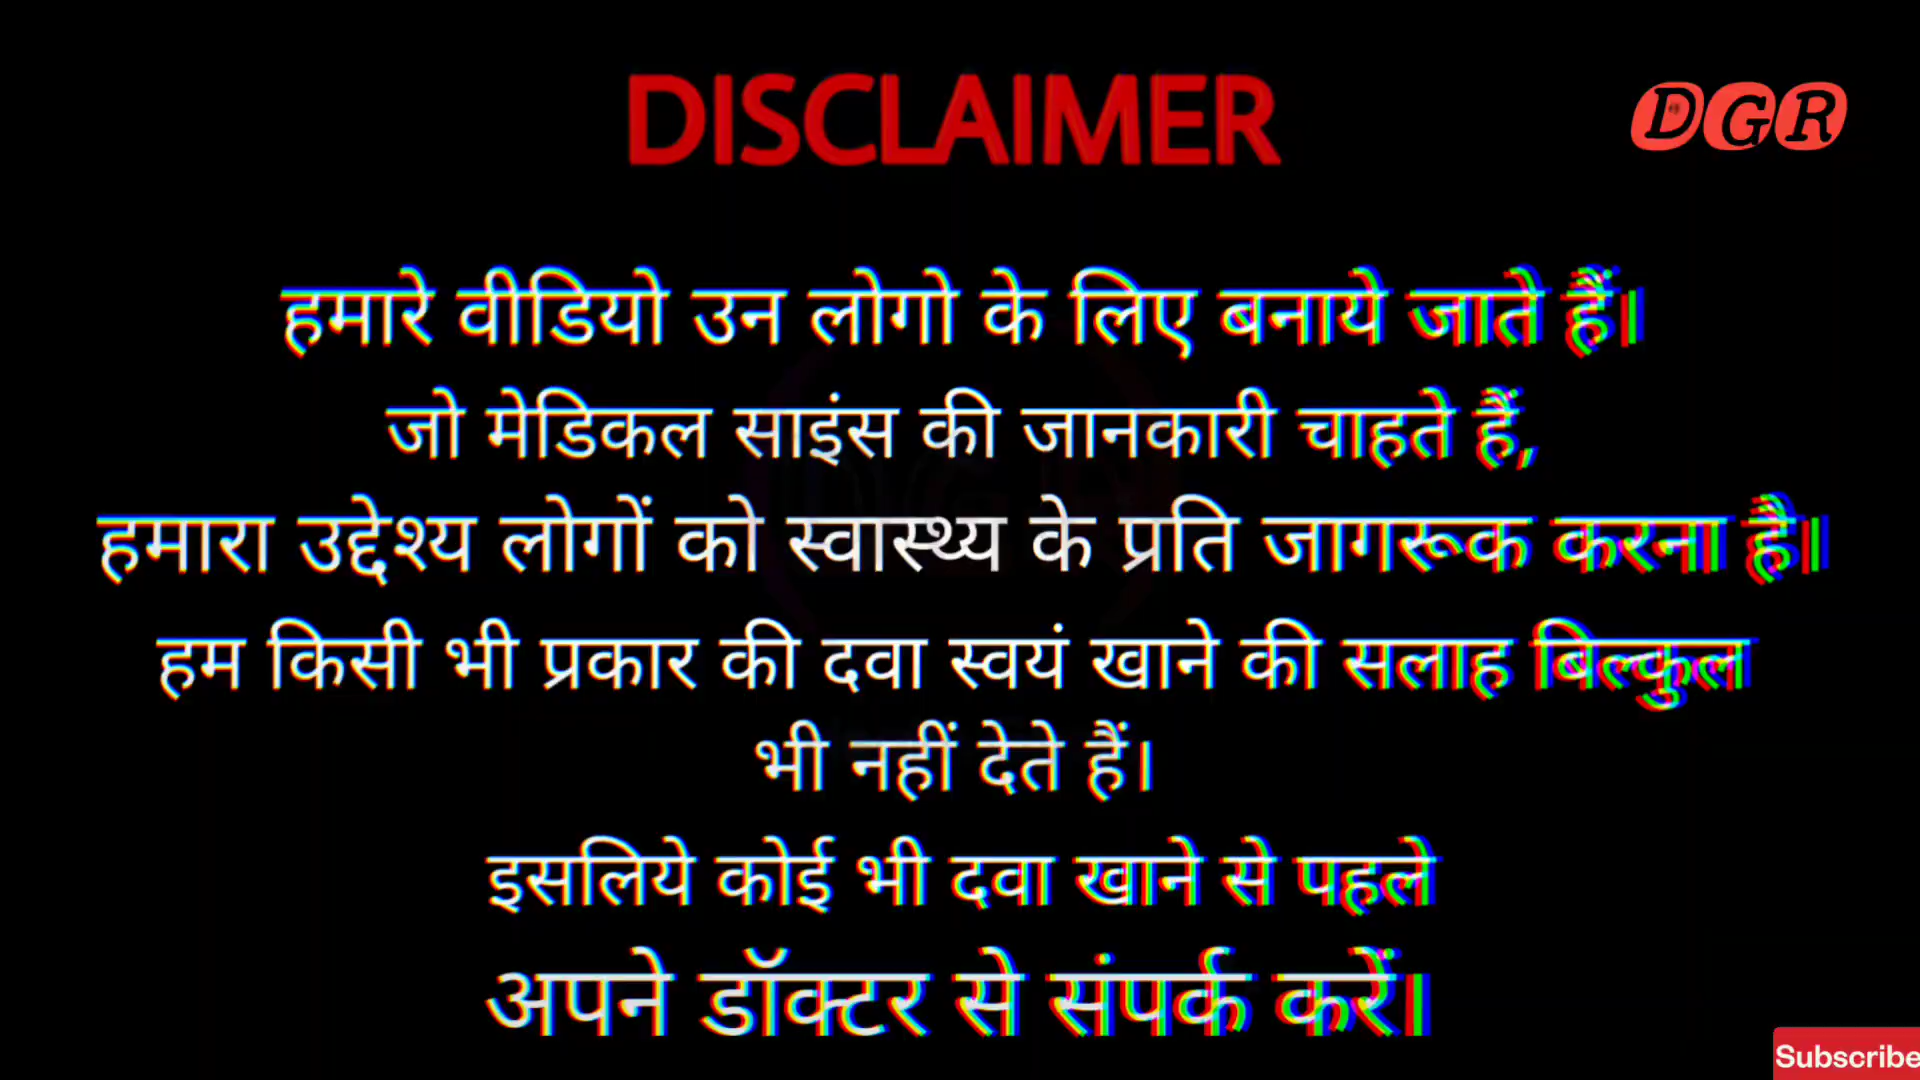 DISCLAIMER
DGR
हमारे वीडियो उन लोगो के लिए बनाये जाते हैं।
जो मेडिकल साइंस की जानकारी चाहते हैं,
हमारा उद्देश्य लोगों को स्वास्थ्य के प्रति जागरूक करना है॥
हम किसी भी प्रकार की दवा स्वयं खाने की सलाह बिल्कुल
भी नहीं देते हैं।
इसलिये कोई भी दवा खाने से पहले
अपने डॉक्टर से संपर्क करें।
Subscribe